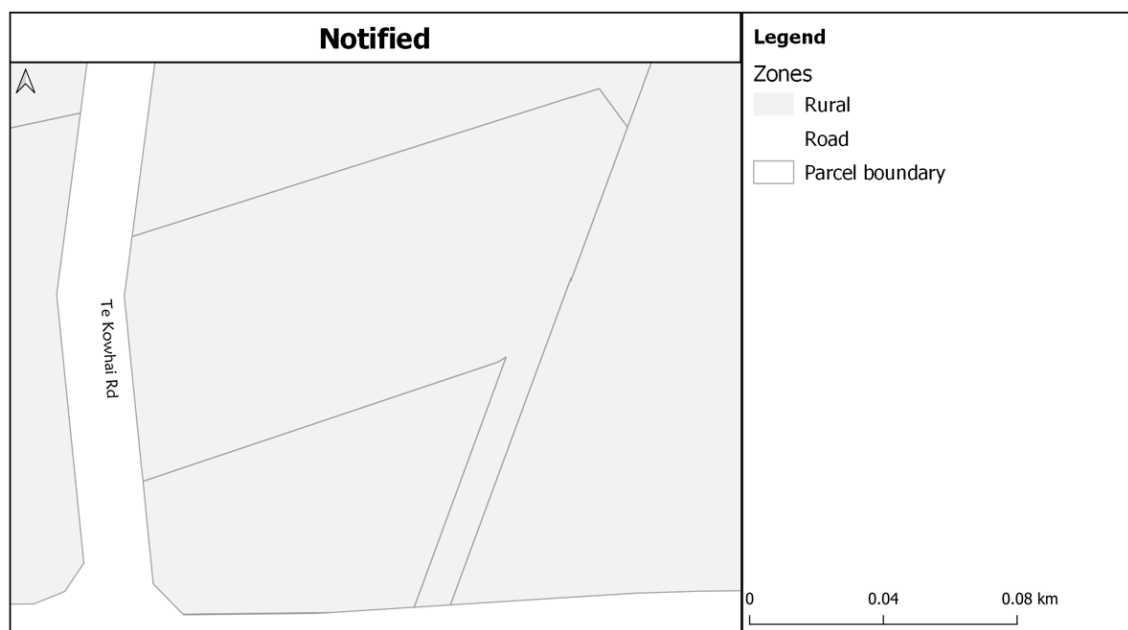 Notified
Te Kowhai Rd
Legend
Zones
Rural
Road
Parcel boundary
0 0.04 0.08 km